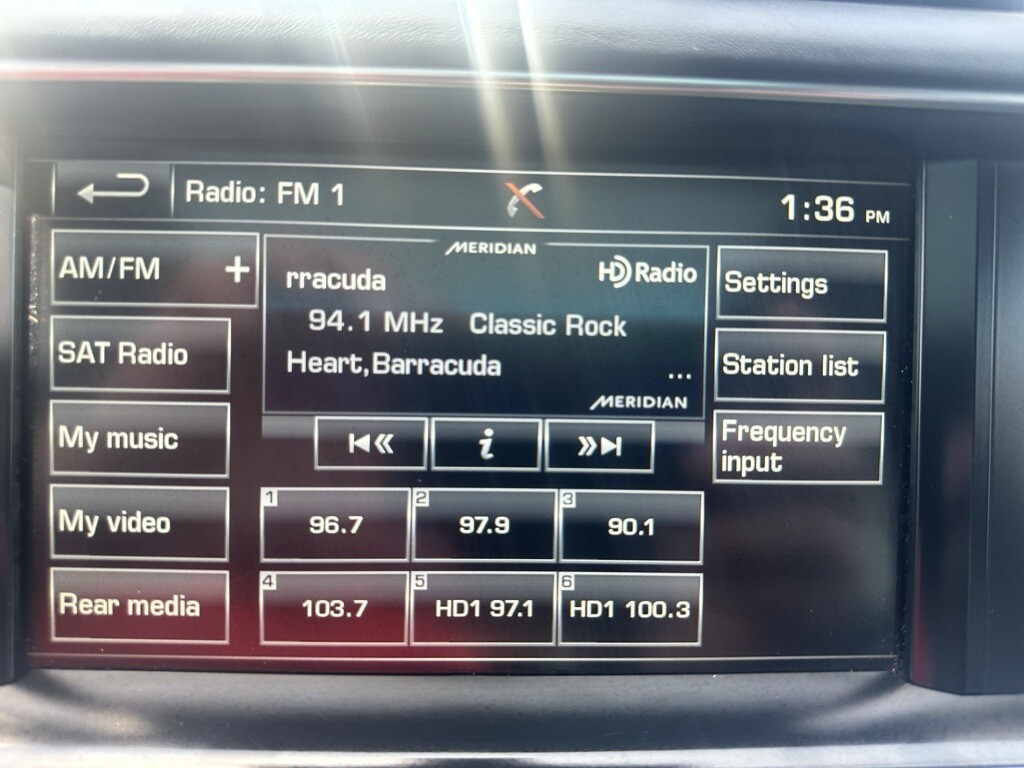 Radio: FM 1
1:36 PM
AM/FM +
SAT Radio
My music
My video
Rear media
MERIDIAN
rracuda
HD Radio
94.1 MHz Classic Rock
Heart,Barracuda
...
MERIDIAN
i
1 96.7
2 97.9
3 90.1
4 103.7
5 HD1 97.1
6 HD1 100.3
Settings
Station list
Frequency
input